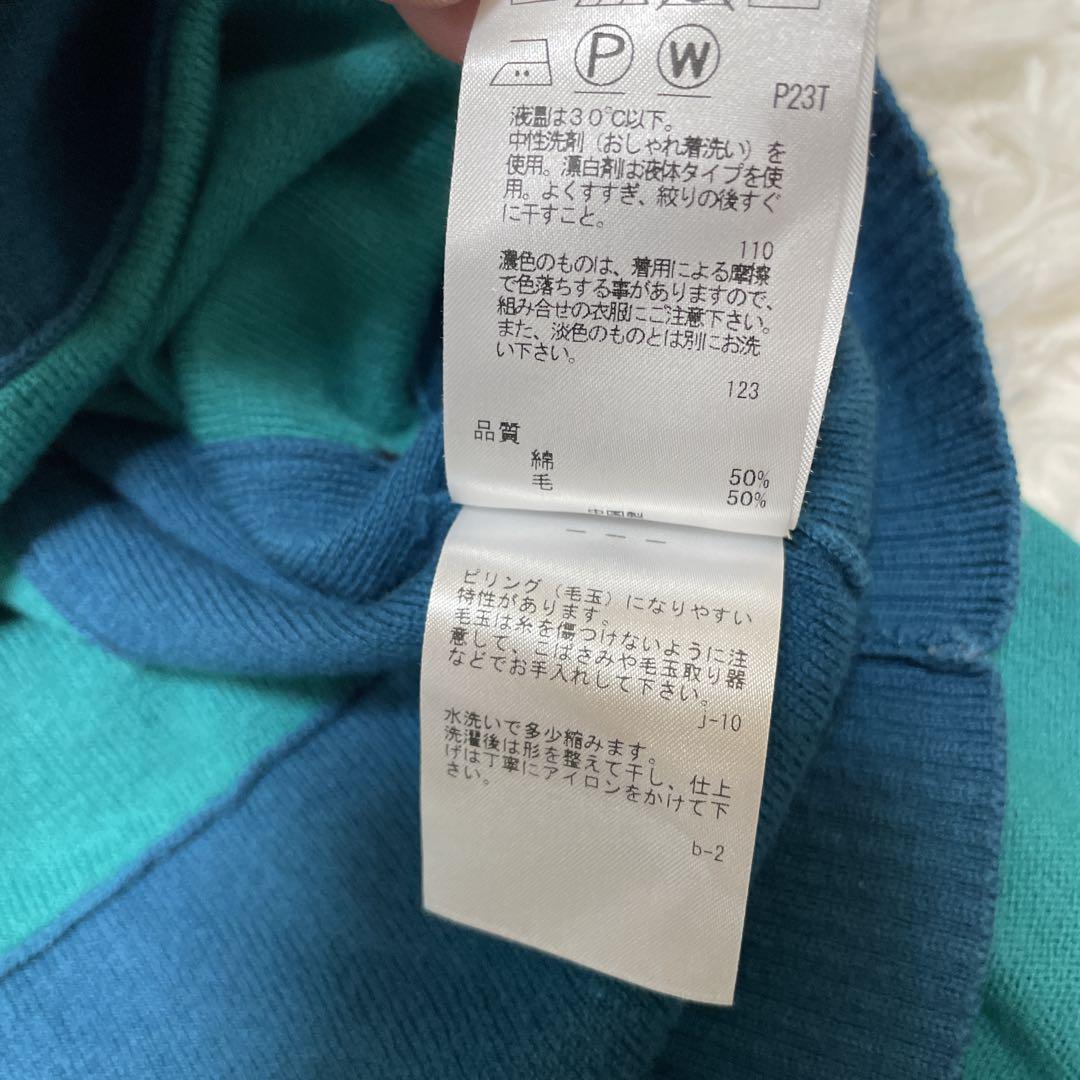 P W
P23T
液温は30℃以下。
中性洗剤(おしゃれ着洗い)を
使用。漂白剤は液体タイプを使
用。よくすすぎ、絞りの後すぐ
に干すこと。
110
濃色のものは、着用による摩擦
で色落ちする事がありますので、
組み合せの衣服にご注意下さい。
また、淡色のものとは別にお洗
い下さい。
123
品質
綿 50%
毛 50%
ピリング(毛玉)になりやすい
特性があります。
毛玉は糸を傷つけないように注
意して、こばさみや毛玉取り器
などでお手入れして下さい。
J-10
水洗いで多少縮みます。
洗濯後は形を整えて干し、仕上
げは丁寧にアイロンをかけて下
さい。
b-2